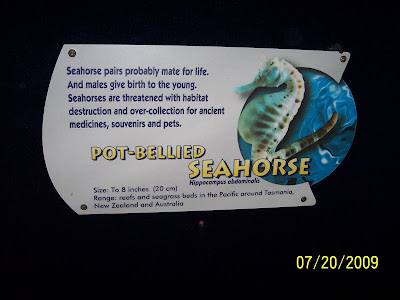 Seahorse pairs probably mate for life.
And males give birth to the young.
Seahorses are threatened with habitat
destruction and over-collection for ancient
medicines, souvenirs and pets.
POT-BELLIED
SEAHORSE
Hippocampus abdominalis
Size: To 8 inches (20 cm)
Range: reefs and seagrass beds in the Pacific around Tasmania,
New Zealand and Australia
07/20/2009